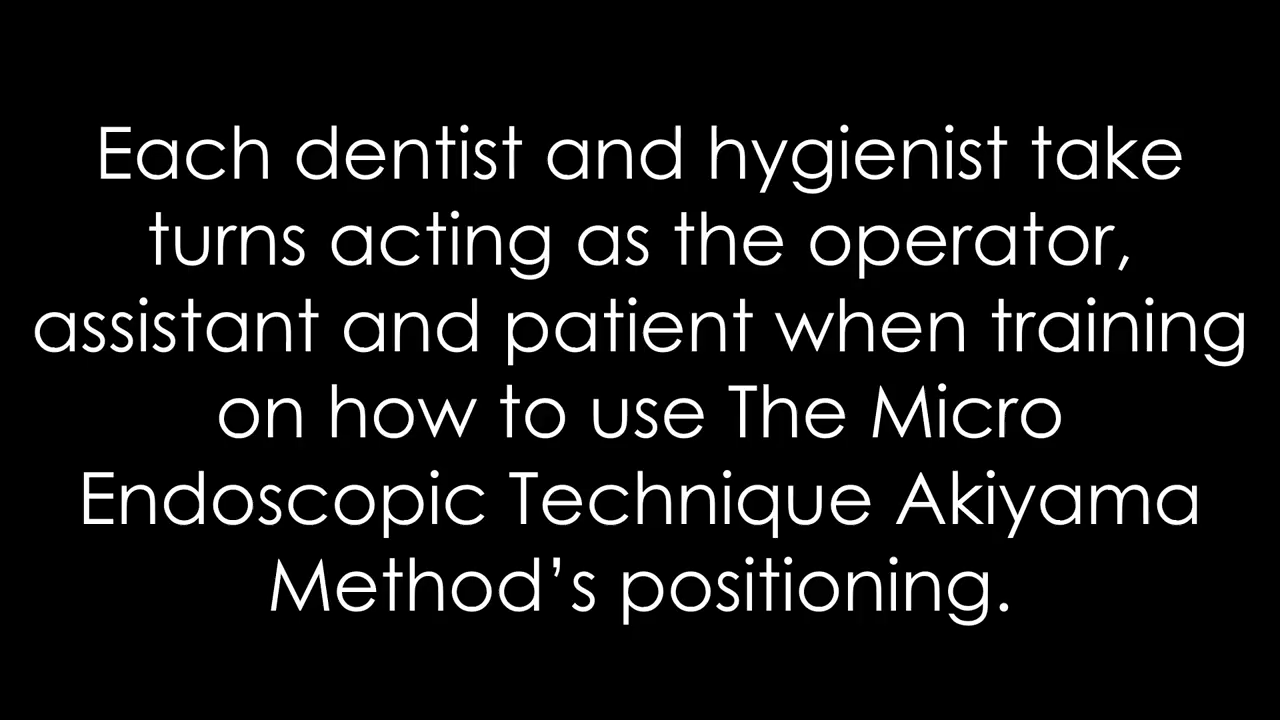 Each dentist and hygienist take
turns acting as the operator,
assistant and patient when training
on how to use The Micro
Endoscopic Technique Akiyama
Method’s positioning.